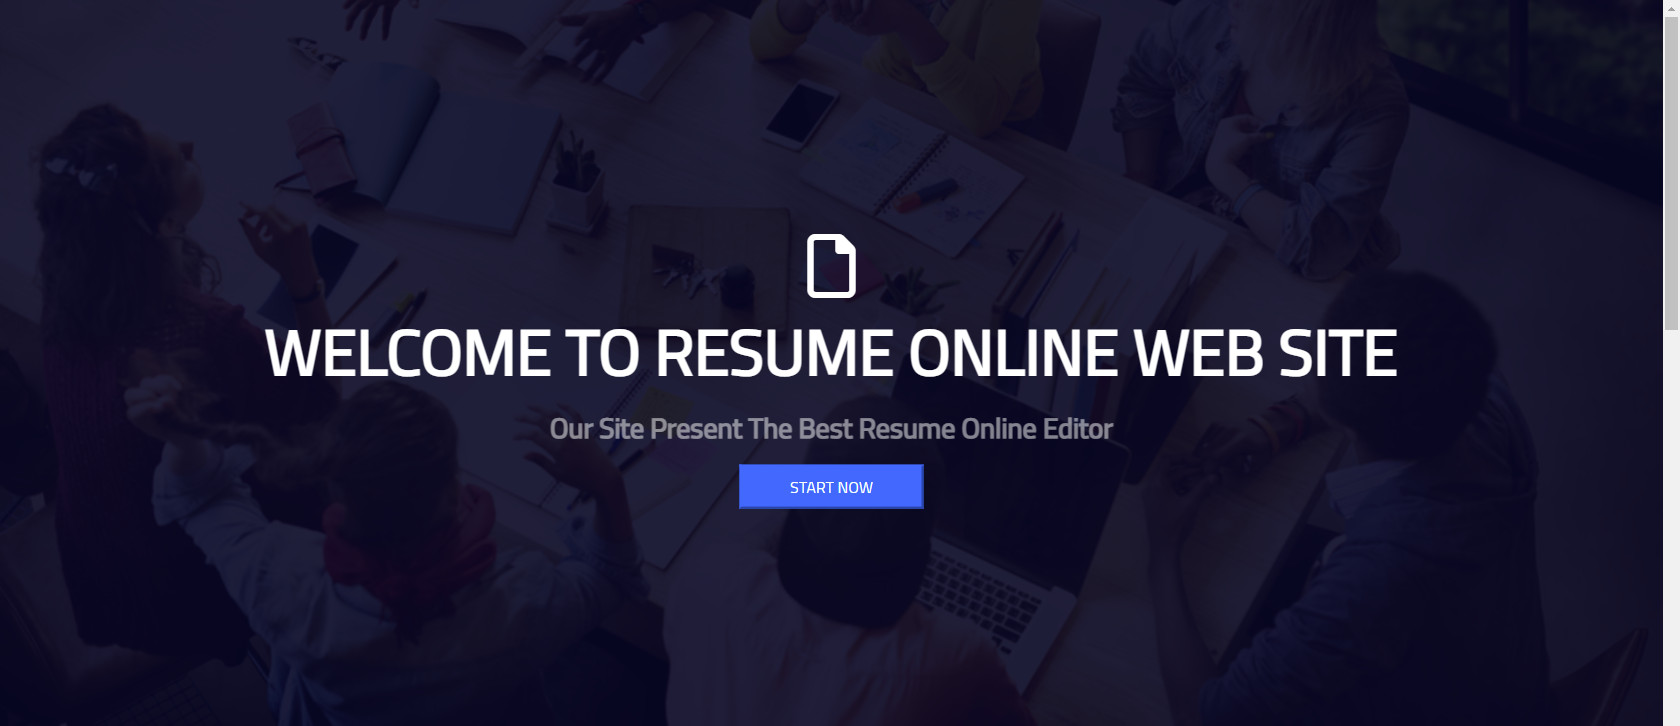 WELCOME TO RESUME ONLINE WEB SITE
Our Site Present The Best Resume Online Editor
START NOW